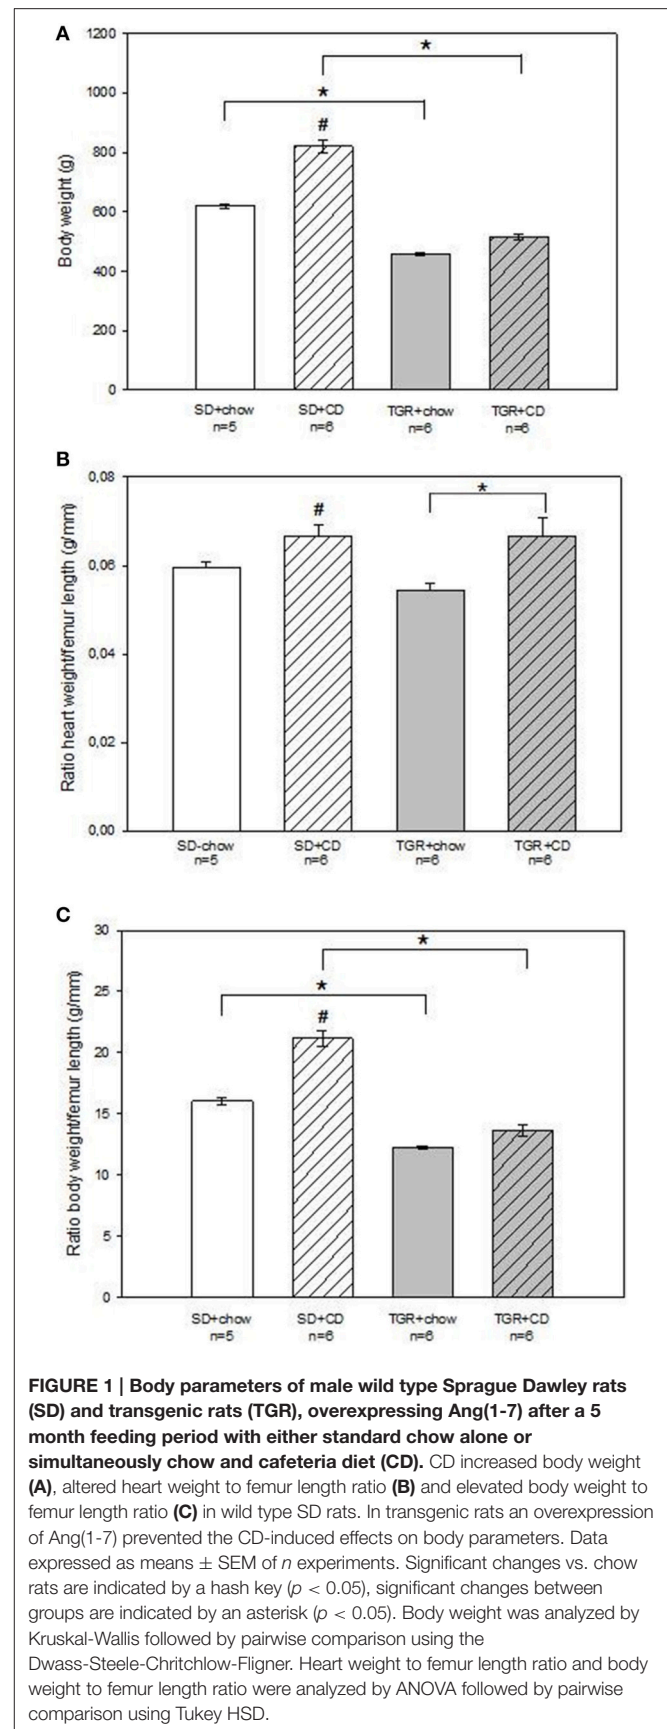 A
1200
*
1000
*
#
800
Body weight (g)
600
400
200
0
SD+chow SD+CD TGR+chow TGR+CD
n=5 n=6 n=6 n=6
B
0,08
*
#
0,06
Ratio heart weight/femur length (g/mm)
0,04
0,02
0,00
SD-chow SD+CD TGR+chow TGR+CD
n=5 n=6 n=6 n=6
C
30
*
25
*
#
20
Ratio body weight/femur length (g/mm)
15
10
5
0
SD+chow SD+CD TGR+chow TGR+CD
n=5 n=6 n=6 n=6
FIGURE 1 | Body parameters of male wild type Sprague Dawley rats
(SD) and transgenic rats (TGR), overexpressing Ang(1-7) after a 5
month feeding period with either standard chow alone or
simultaneously chow and cafeteria diet (CD). CD increased body weight
(A), altered heart weight to femur length ratio (B) and elevated body weight to
femur length ratio (C) in wild type SD rats. In transgenic rats an overexpression
of Ang(1-7) prevented the CD-induced effects on body parameters. Data
expressed as means ± SEM of n experiments. Significant changes vs. chow
rats are indicated by a hash key (p < 0.05), significant changes between
groups are indicated by an asterisk (p < 0.05). Body weight was analyzed by
Kruskal-Wallis followed by pairwise comparison using the
Dwass-Steele-Chritchlow-Fligner. Heart weight to femur length ratio and body
weight to femur length ratio were analyzed by ANOVA followed by pairwise
comparison using Tukey HSD.